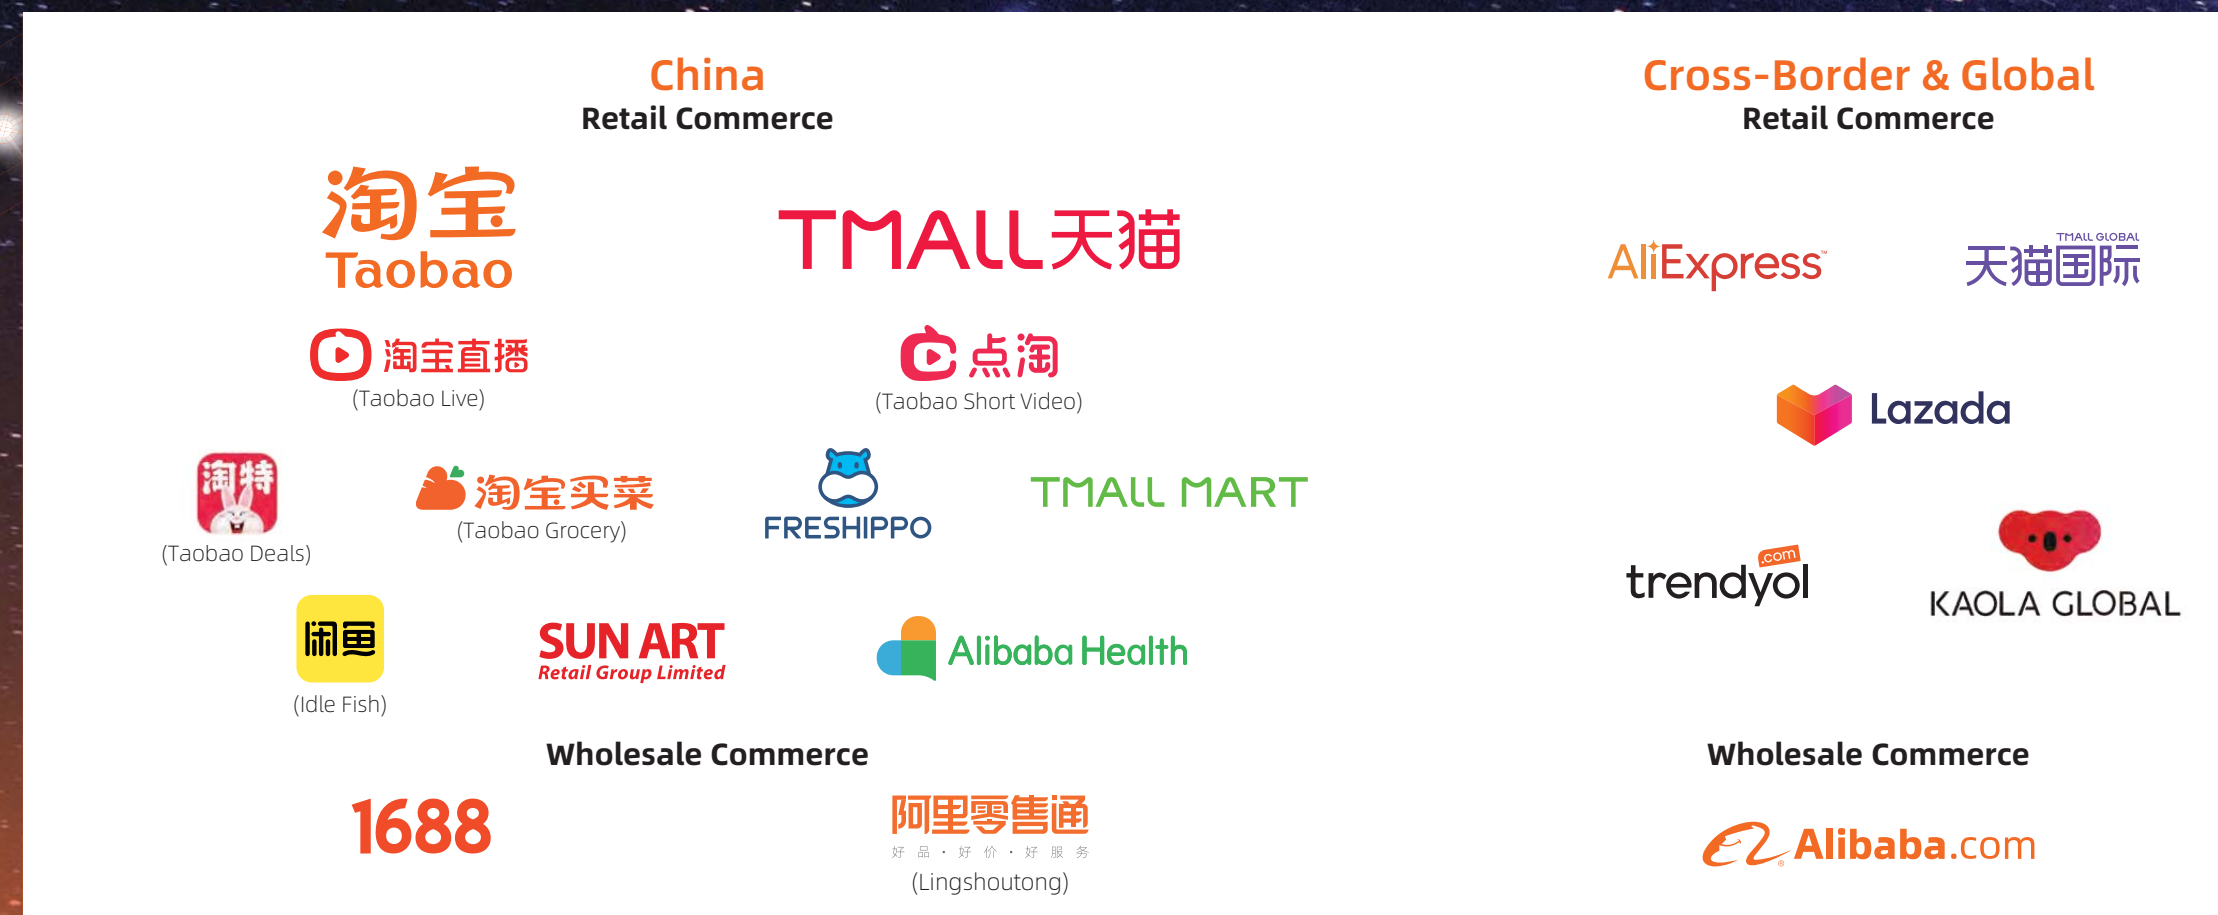 China
Retail Commerce
淘宝
Taobao
TMALL天猫
淘宝直播
(Taobao Live)
点淘
(Taobao Short Video)
淘特
(Taobao Deals)
淘宝买菜
(Taobao Grocery)
FRESHIPPO
TMALL MART
闲鱼
(Idle Fish)
SUN ART
Retail Group Limited
Alibaba Health
Wholesale Commerce
1688
阿里零售通
好品·好价·好服务
(Lingshoutong)
Cross-Border & Global
Retail Commerce
AliExpress™
TMALL GLOBAL
天猫国际
Lazada
trendyol
.com
KAOLA GLOBAL
Wholesale Commerce
®
Alibaba.com